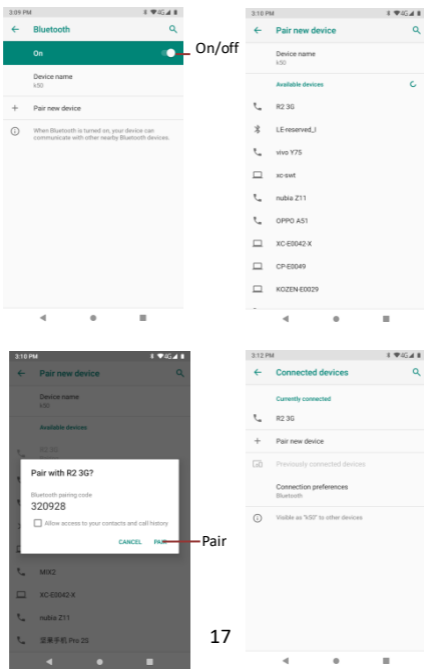 3:09 PM
4G
Bluetooth
On
On/off
Device name
k50
Pair new device
When Bluetooth is turned on, your device can
communicate with other nearby Bluetooth devices.
3:10 PM
4G
Pair new device
Device name
k50
Available devices
R2 3G
LE-reserved_I
vivo Y75
xc-swt
nubia Z11
OPPO A51
XC-E0042-X
CP-E0049
KOZEN-E0029
3:10 PM
4G
Pair new device
Device name
k50
Available devices
R2 3G
Pair with R2 3G?
Bluetooth pairing code
320928
Allow access to your contacts and call history
CANCEL PAIR
Pair
MIX2
XC-E0042-X
nubia Z11
坚果手机 Pro 2S
3:12 PM
4G
Connected devices
Currently connected
R2 3G
Pair new device
Previously connected devices
Connection preferences
Bluetooth
Visible as "k50" to other devices
17